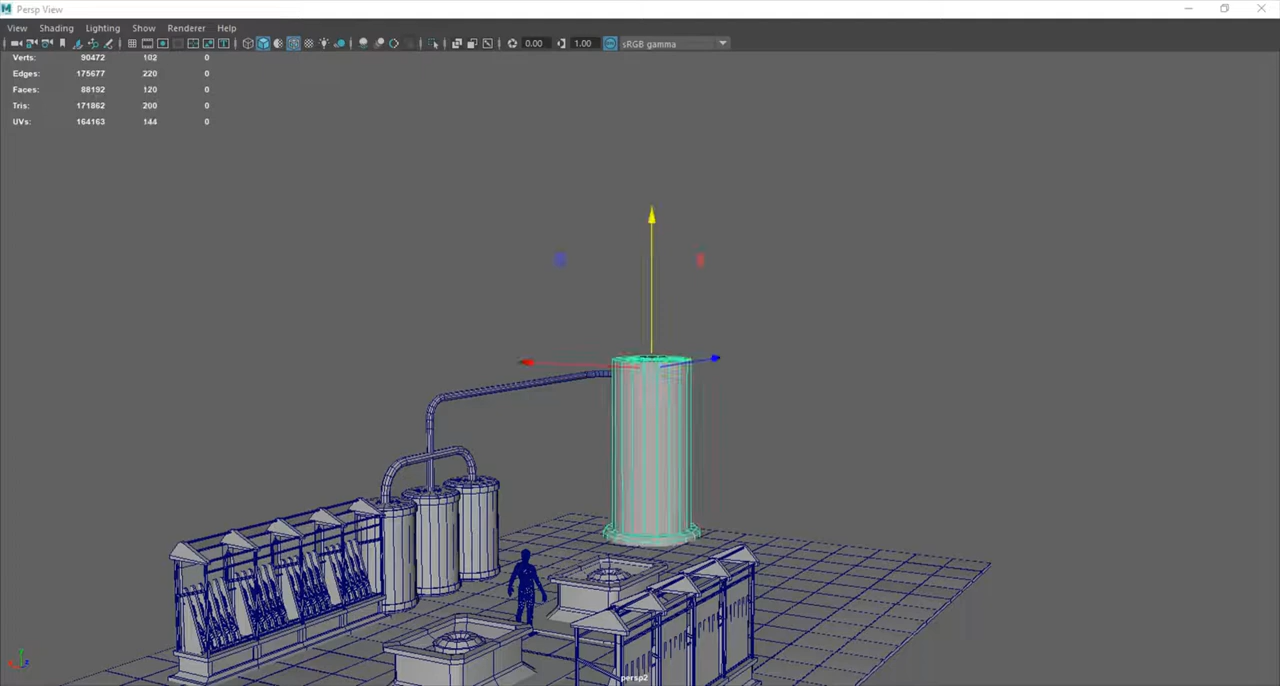 Persp View
View Shading Lighting Show Renderer Help
0.00 1.00 sRGB gamma
Verts: 90472 102 0
Edges: 175677 220 0
Faces: 88192 120 0
Tris: 171862 200 0
UVs: 164163 144 0
persp2